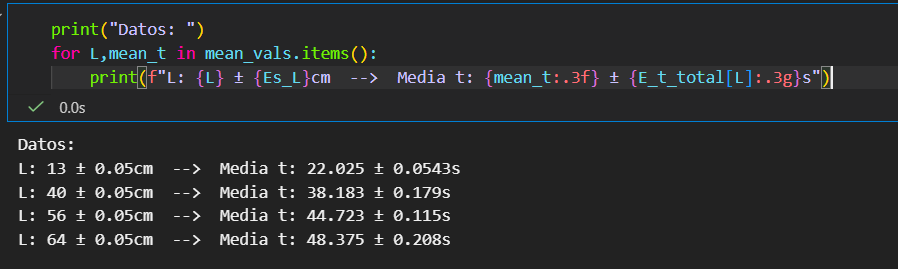 print("Datos: ")
for L,mean_t in mean_vals.items():
    print(f"L: {L} ± {Es_L}cm  -->  Media t: {mean_t:.3f} ± {E_t_total[L]:.3g}s")
0.0s
Datos:
L: 13 ± 0.05cm  -->  Media t: 22.025 ± 0.0543s
L: 40 ± 0.05cm  -->  Media t: 38.183 ± 0.179s
L: 56 ± 0.05cm  -->  Media t: 44.723 ± 0.115s
L: 64 ± 0.05cm  -->  Media t: 48.375 ± 0.208s